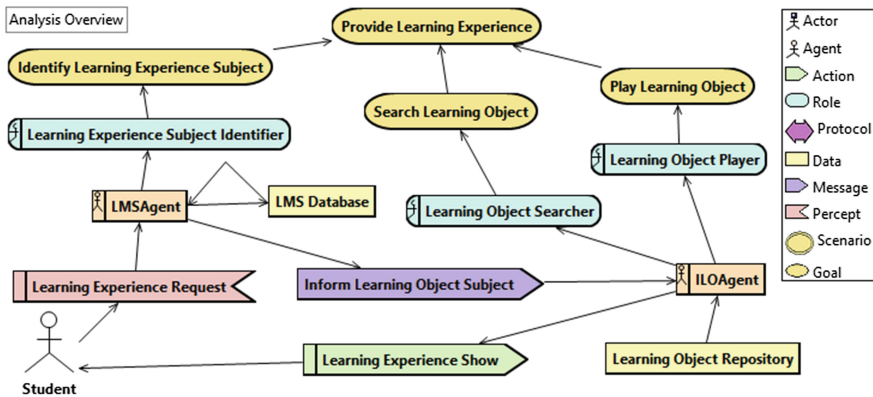 Analysis Overview
Provide Learning Experience
Identify Learning Experience Subject
Search Learning Object
Play Learning Object
Learning Experience Subject Identifier
Learning Object Player
LMSAgent
LMS Database
Learning Object Searcher
Learning Experience Request
Inform Learning Object Subject
ILOAgent
Student
Learning Experience Show
Learning Object Repository
Actor
Agent
Action
Role
Protocol
Data
Message
Percept
Scenario
Goal